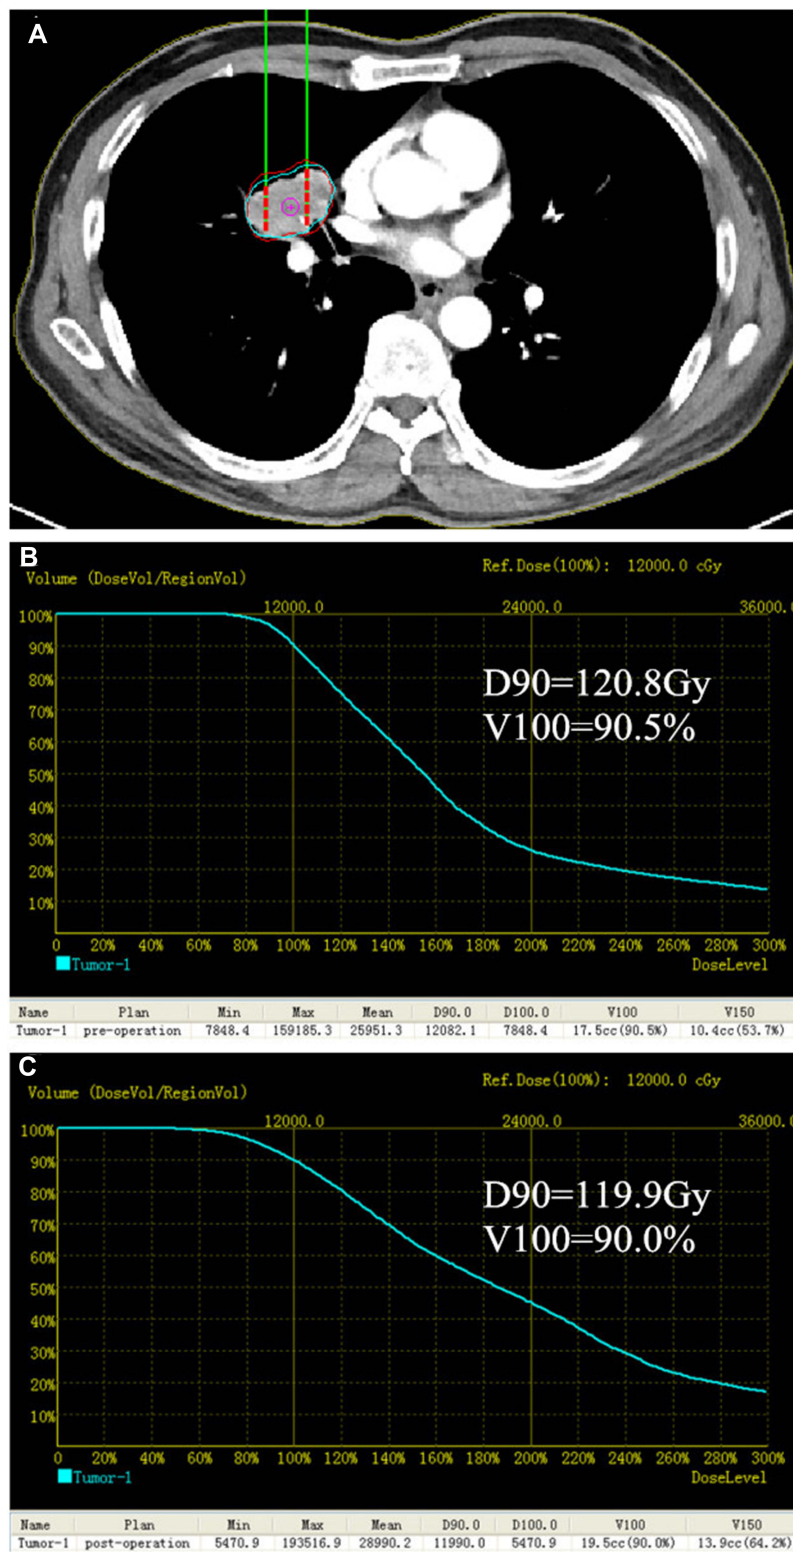 A
B
Volume (DoseVol/RegionVol)
Ref.Dose(100%): 12000.0 cGy
12000.0 24000.0 36000.0
100%
90%
80%
70%
60%
50%
40%
30%
20%
10%
D90=120.8Gy
V100=90.5%
0 20% 40% 60% 80% 100% 120% 140% 160% 180% 200% 220% 240% 260% 280% 300%
Tumor-1 DoseLevel
Name Plan Min Max Mean D90.0 D100.0 V100 V150
Tumor-1 pre-operation 7848.4 159185.3 25951.3 12082.1 7848.4 17.5cc(90.5%) 10.4cc(53.7%)
C
Volume (DoseVol/RegionVol)
Ref.Dose(100%): 12000.0 cGy
12000.0 24000.0 36000.0
100%
90%
80%
70%
60%
50%
40%
30%
20%
10%
D90=119.9Gy
V100=90.0%
0 20% 40% 60% 80% 100% 120% 140% 160% 180% 200% 220% 240% 260% 280% 300%
Tumor-1 DoseLevel
Name Plan Min Max Mean D90.0 D100.0 V100 V150
Tumor-1 post-operation 5470.9 193516.9 28990.2 11990.0 5470.9 19.5cc(90.0%) 13.9cc(64.2%)